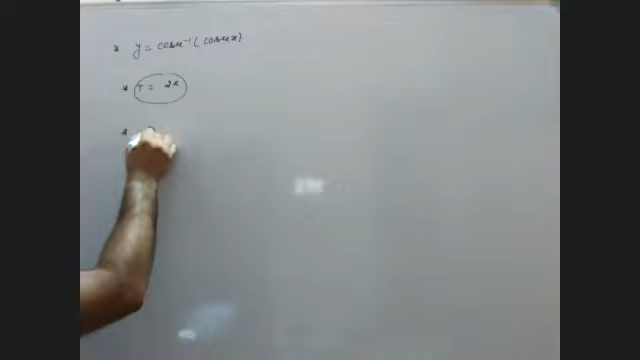 * y = cosec⁻¹(cosec x)
* T = 2π
*